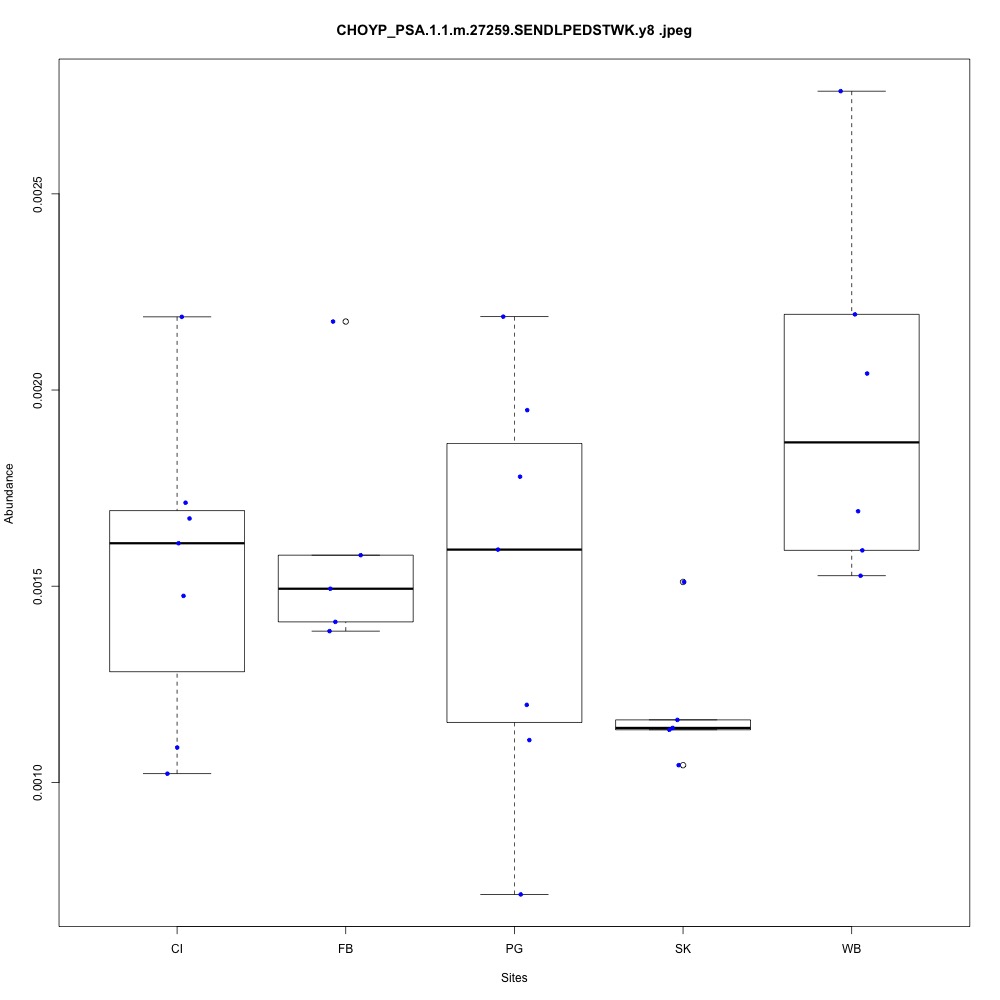 CHOYP_PSA.1.1.m.27259.SENDLPEDSTWK.y8 .jpeg
Abundance
0.0025
0.0020
0.0015
0.0010
CI FB PG SK WB
Sites